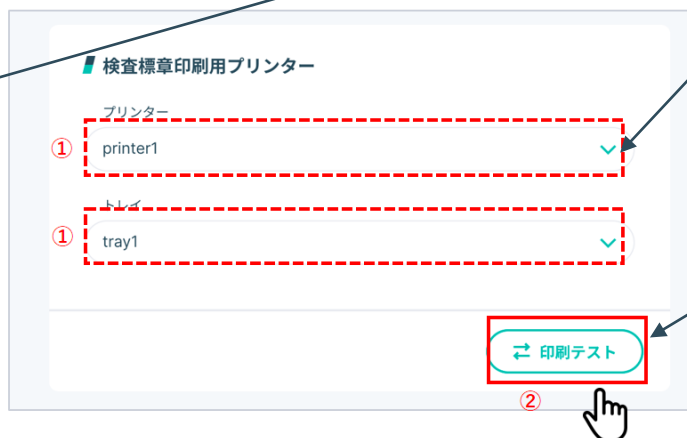 検査標章印刷用プリンター
プリンター
① printer1
トレイ
① tray1
印刷テスト
②